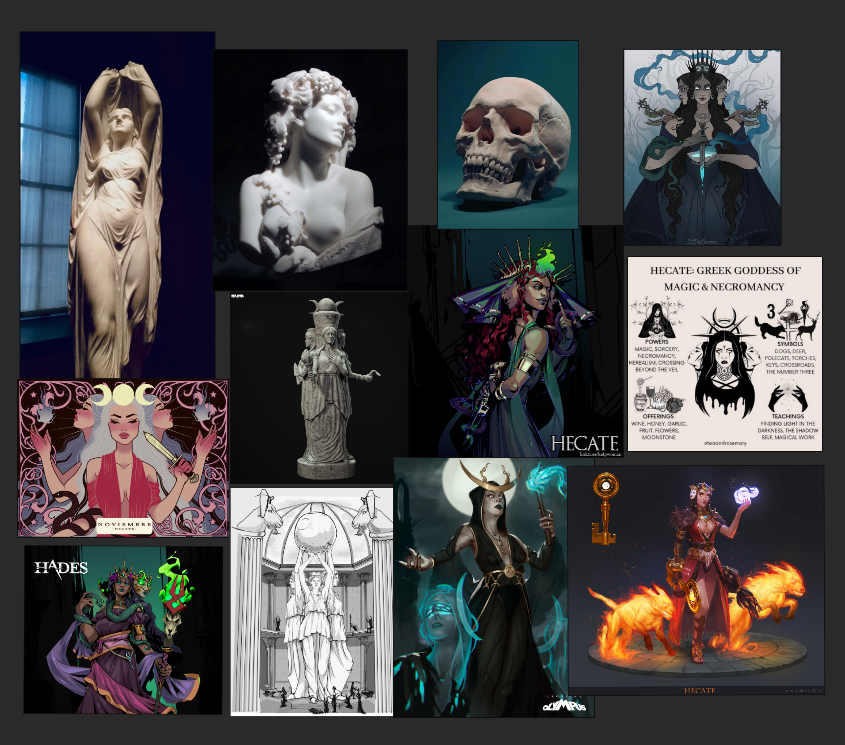 HECATE: GREEK GODDESS OF
MAGIC & NECROMANCY
POWERS
MAGIC, SORCERY,
NECROMANCY,
HERBALISM, CROSSING
BEYOND THE VEIL
3
SYMBOLS
DOGS, DEER,
POLECATS, TORCHES,
KEYS, CROSSROADS,
THE NUMBER THREE
OFFERINGS
WINE, HONEY, GARLIC,
FRUIT, FLOWERS,
MOONSTONE
TEACHINGS
FINDING LIGHT IN THE
DARKNESS, THE SHADOW
SELF, MAGICAL WORK
HECATE
NOVIEMBRE
-HECATE-
HADES
OLYMPUS
HECATE